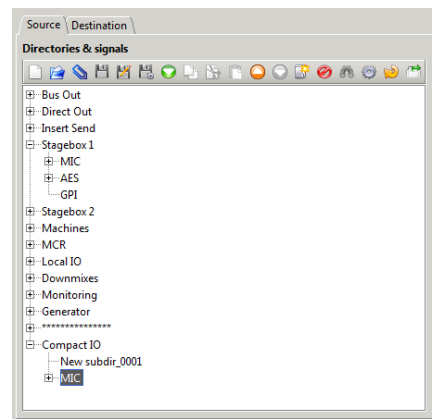 Source Destination
Directories & signals
Bus Out
Direct Out
Insert Send
Stagebox 1
MIC
AES
GPI
Stagebox 2
Machines
MCR
Local IO
Downmixes
Monitoring
Generator
***************
Compact IO
New subdir_0001
MIC